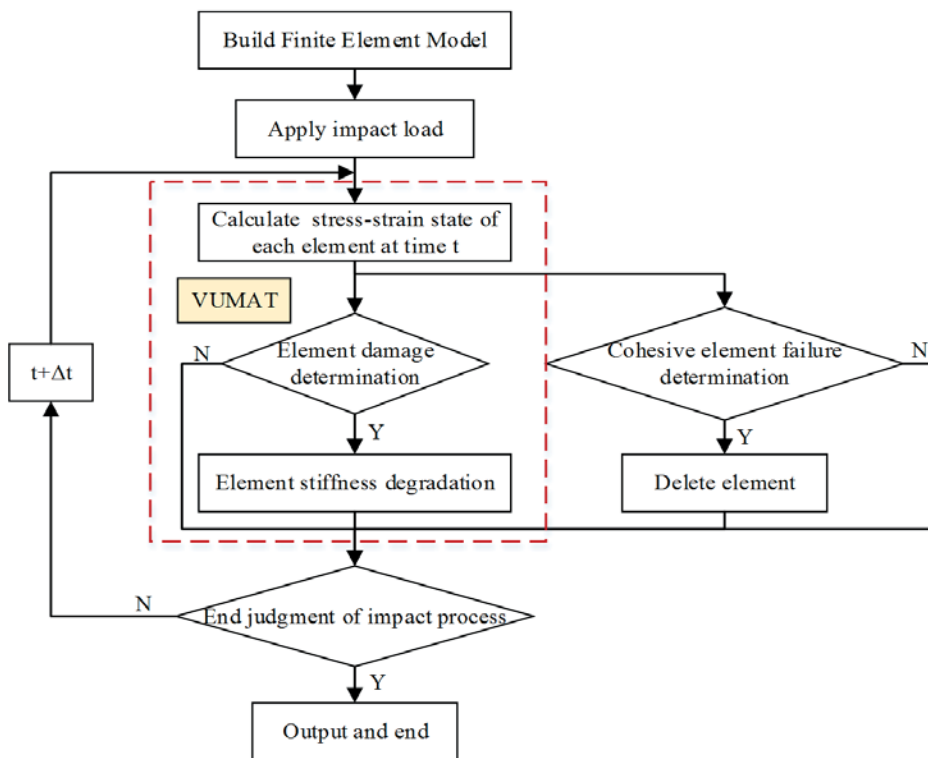 Build Finite Element Model
Apply impact load
Calculate stress-strain state of
each element at time t
VUMAT
N
Element damage
determination
Cohesive element failure
determination
N
t+Δt
Y
Y
Element stiffness degradation
Delete element
N
End judgment of impact process
Y
Output and end